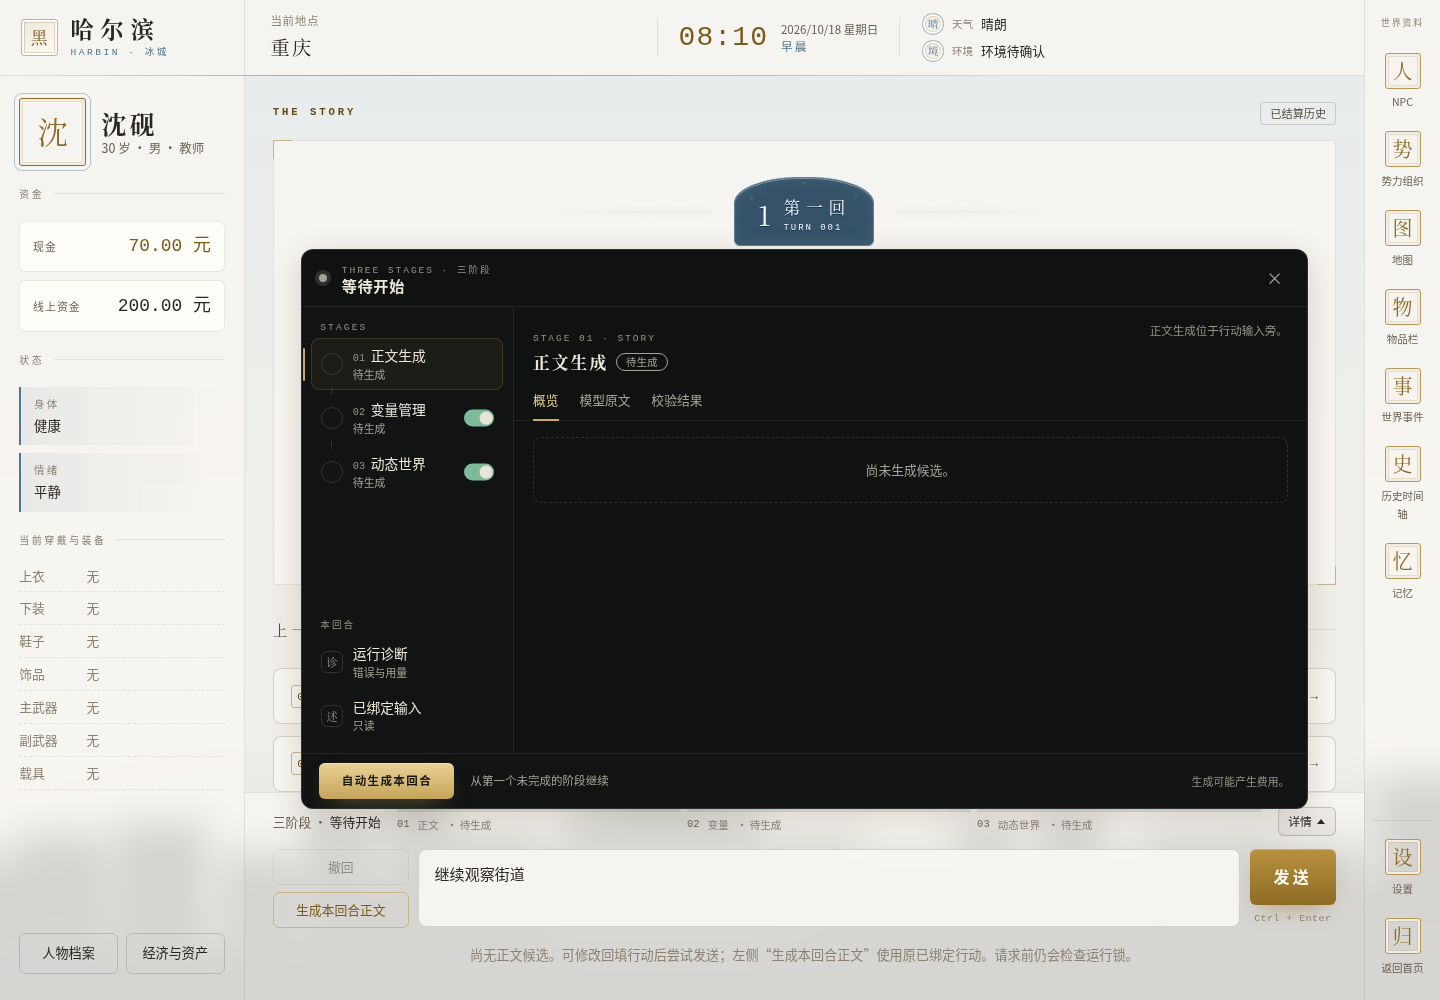 黑
哈尔滨
HARBIN · 冰城
当前地点
重庆
08:10
2026/10/18 星期日
早晨
晴
天气
晴朗
境
环境
环境待确认
沈
沈砚
30 岁 · 男 · 教师
资金
现金
70.00 元
线上资金
200.00 元
状态
身体
健康
情绪
平静
当前穿戴与装备
上衣
无
下装
无
鞋子
无
饰品
无
主武器
无
副武器
无
载具
无
人物档案
经济与资产
THE STORY
已结算历史
1
第一回
TURN 001
THREE STAGES · 三阶段
等待开始
STAGES
01 正文生成
待生成
02 变量管理
待生成
03 动态世界
待生成
本回合
诊
运行诊断
错误与用量
述
已绑定输入
只读
STAGE 01 · STORY
正文生成
待生成
正文生成位于行动输入旁。
概览
模型原文
校验结果
尚未生成候选。
自动生成本回合
从第一个未完成的阶段继续
生成可能产生费用。
上一
→
→
三阶段 · 等待开始
01 正文 · 待生成
02 变量 · 待生成
03 动态世界 · 待生成
详情
撤回
生成本回合正文
继续观察街道
发送
Ctrl + Enter
尚无正文候选。可修改回填行动后尝试发送；左侧“生成本回合正文”使用原已绑定行动。请求前仍会检查运行锁。
世界资料
人
NPC
势
势力组织
图
地图
物
物品栏
事
世界事件
史
历史时间
轴
忆
记忆
设
设置
归
返回首页